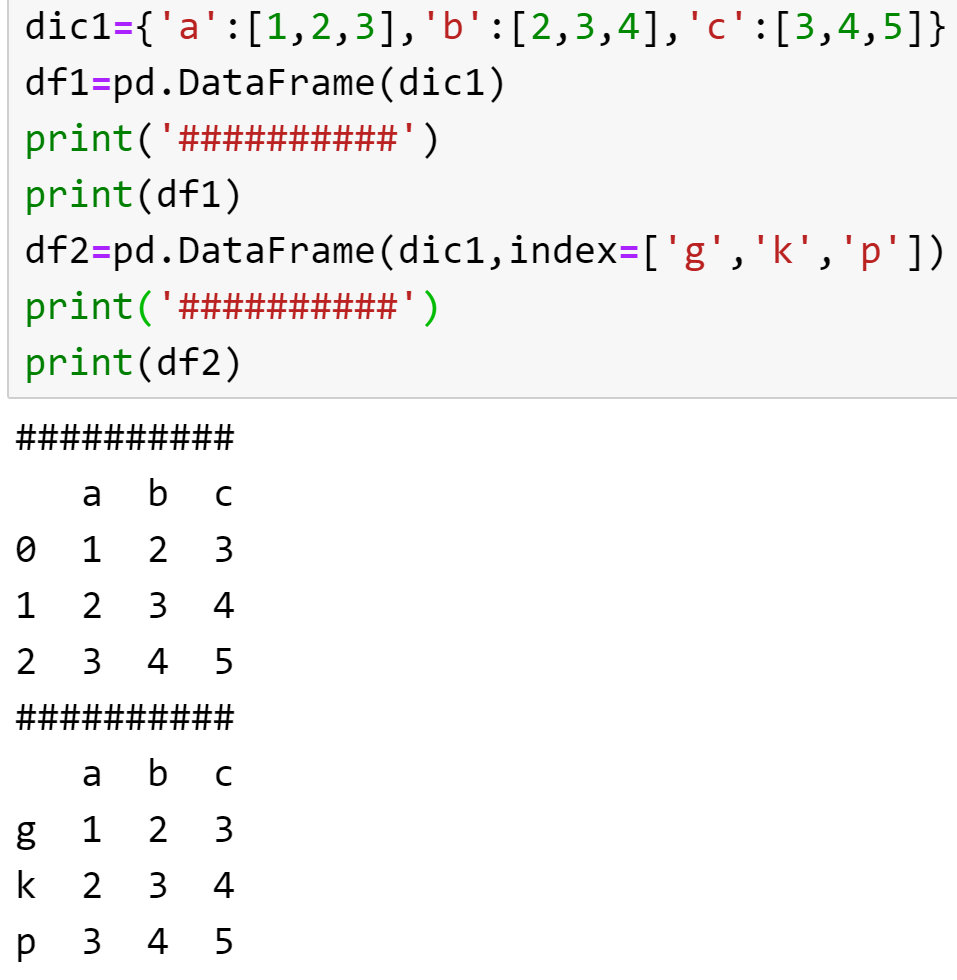 dic1={'a':[1,2,3],'b':[2,3,4],'c':[3,4,5]}
df1=pd.DataFrame(dic1)
print('##########')
print(df1)
df2=pd.DataFrame(dic1,index=['g','k','p'])
print('##########')
print(df2)
##########
   a  b  c
0  1  2  3
1  2  3  4
2  3  4  5
##########
   a  b  c
g  1  2  3
k  2  3  4
p  3  4  5